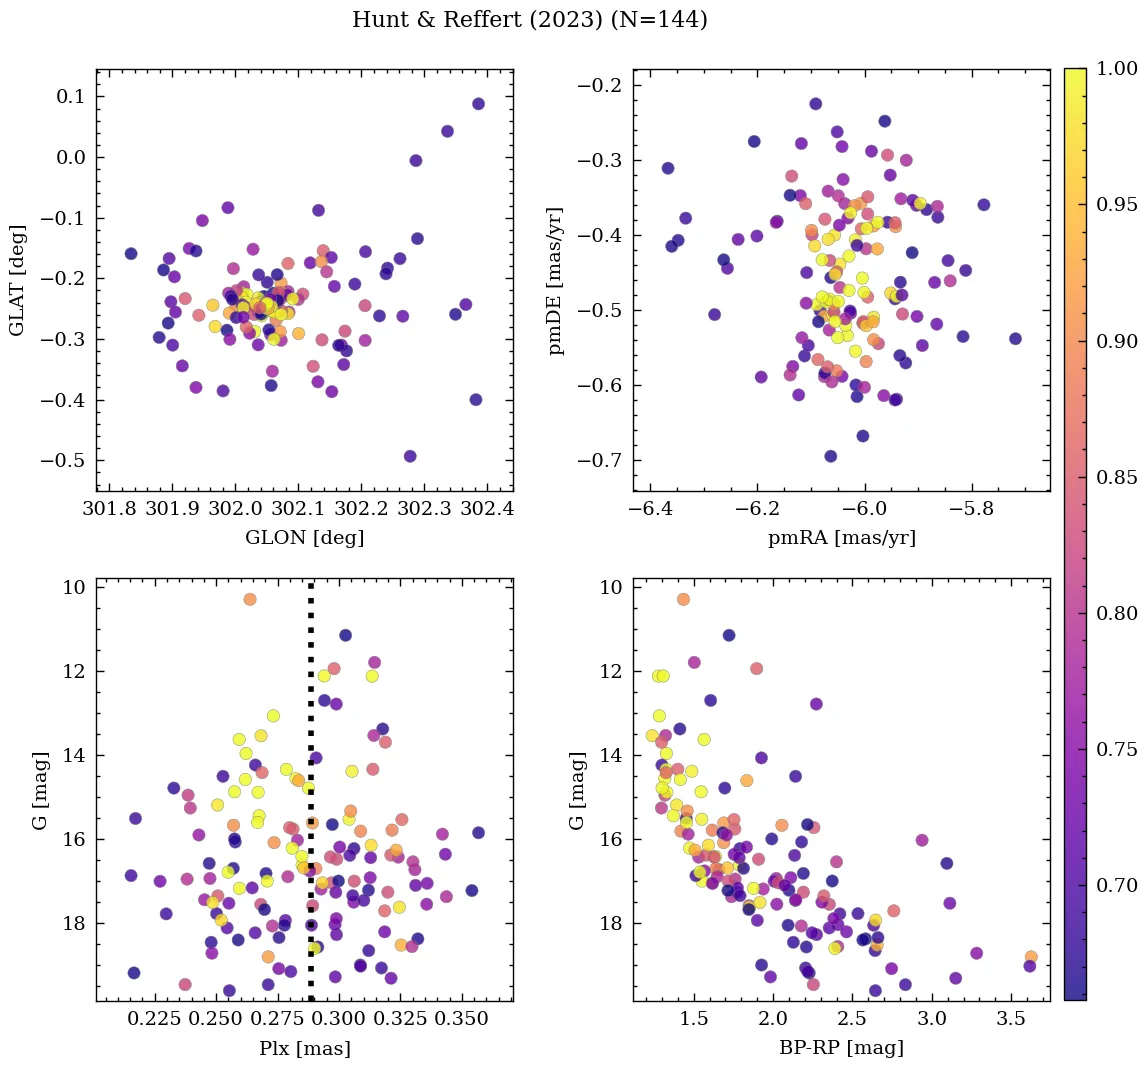 Hunt & Reffert (2023) (N=144)
0.1
0.0
−0.1
−0.2
−0.3
−0.4
−0.5
GLAT [deg]
301.8 301.9 302.0 302.1 302.2 302.3 302.4
GLON [deg]
−0.2
−0.3
−0.4
−0.5
−0.6
−0.7
pmDE [mas/yr]
−6.4 −6.2 −6.0 −5.8
pmRA [mas/yr]
10
12
14
16
18
G [mag]
0.225 0.250 0.275 0.300 0.325 0.350
Plx [mas]
10
12
14
16
18
G [mag]
1.5 2.0 2.5 3.0 3.5
BP-RP [mag]
1.00
0.95
0.90
0.85
0.80
0.75
0.70